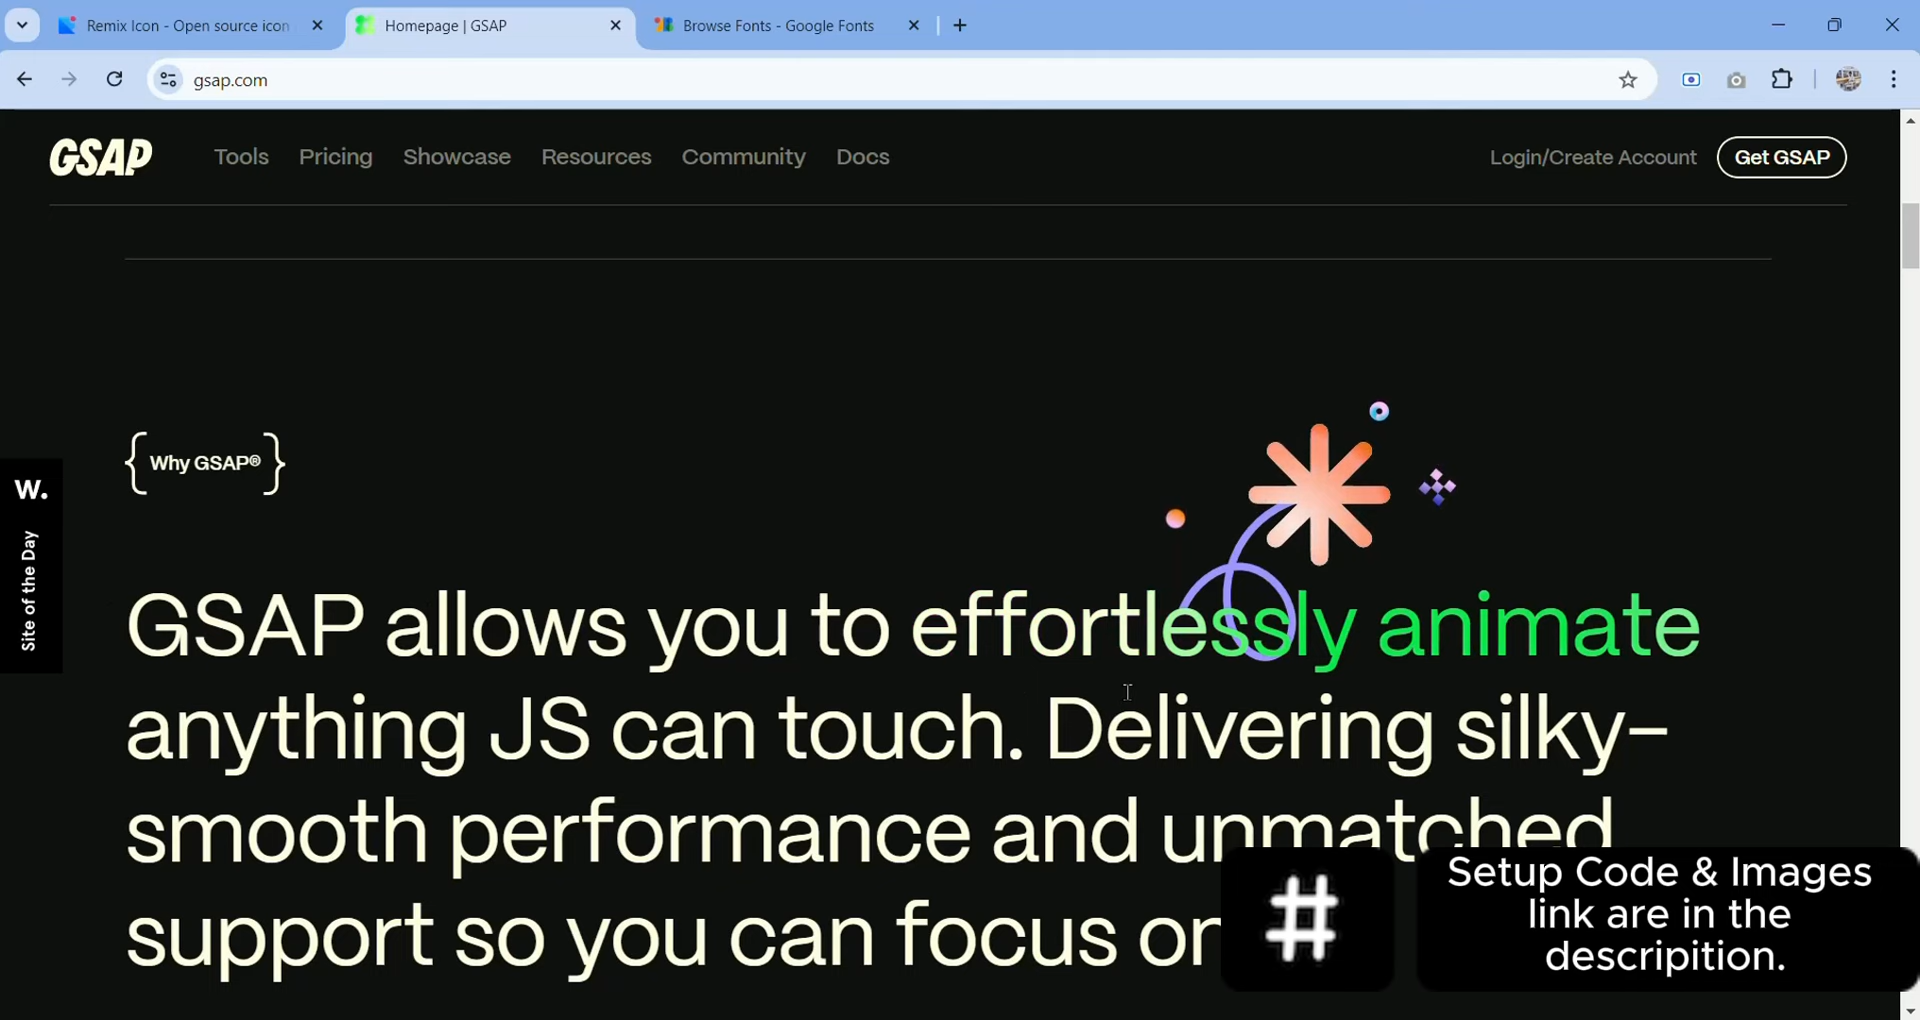 Remix Icon - Open source icon
Homepage | GSAP
Browse Fonts - Google Fonts
gsap.com
GSAP
Tools
Pricing
Showcase
Resources
Community
Docs
Login/Create Account
Get GSAP
Why GSAP®
W.
Site of the Day
GSAP allows you to effortlessly animate
anything JS can touch. Delivering silky-
smooth performance and unmatched
support so you can focus on
#
Setup Code & Images
link are in the
descripition.